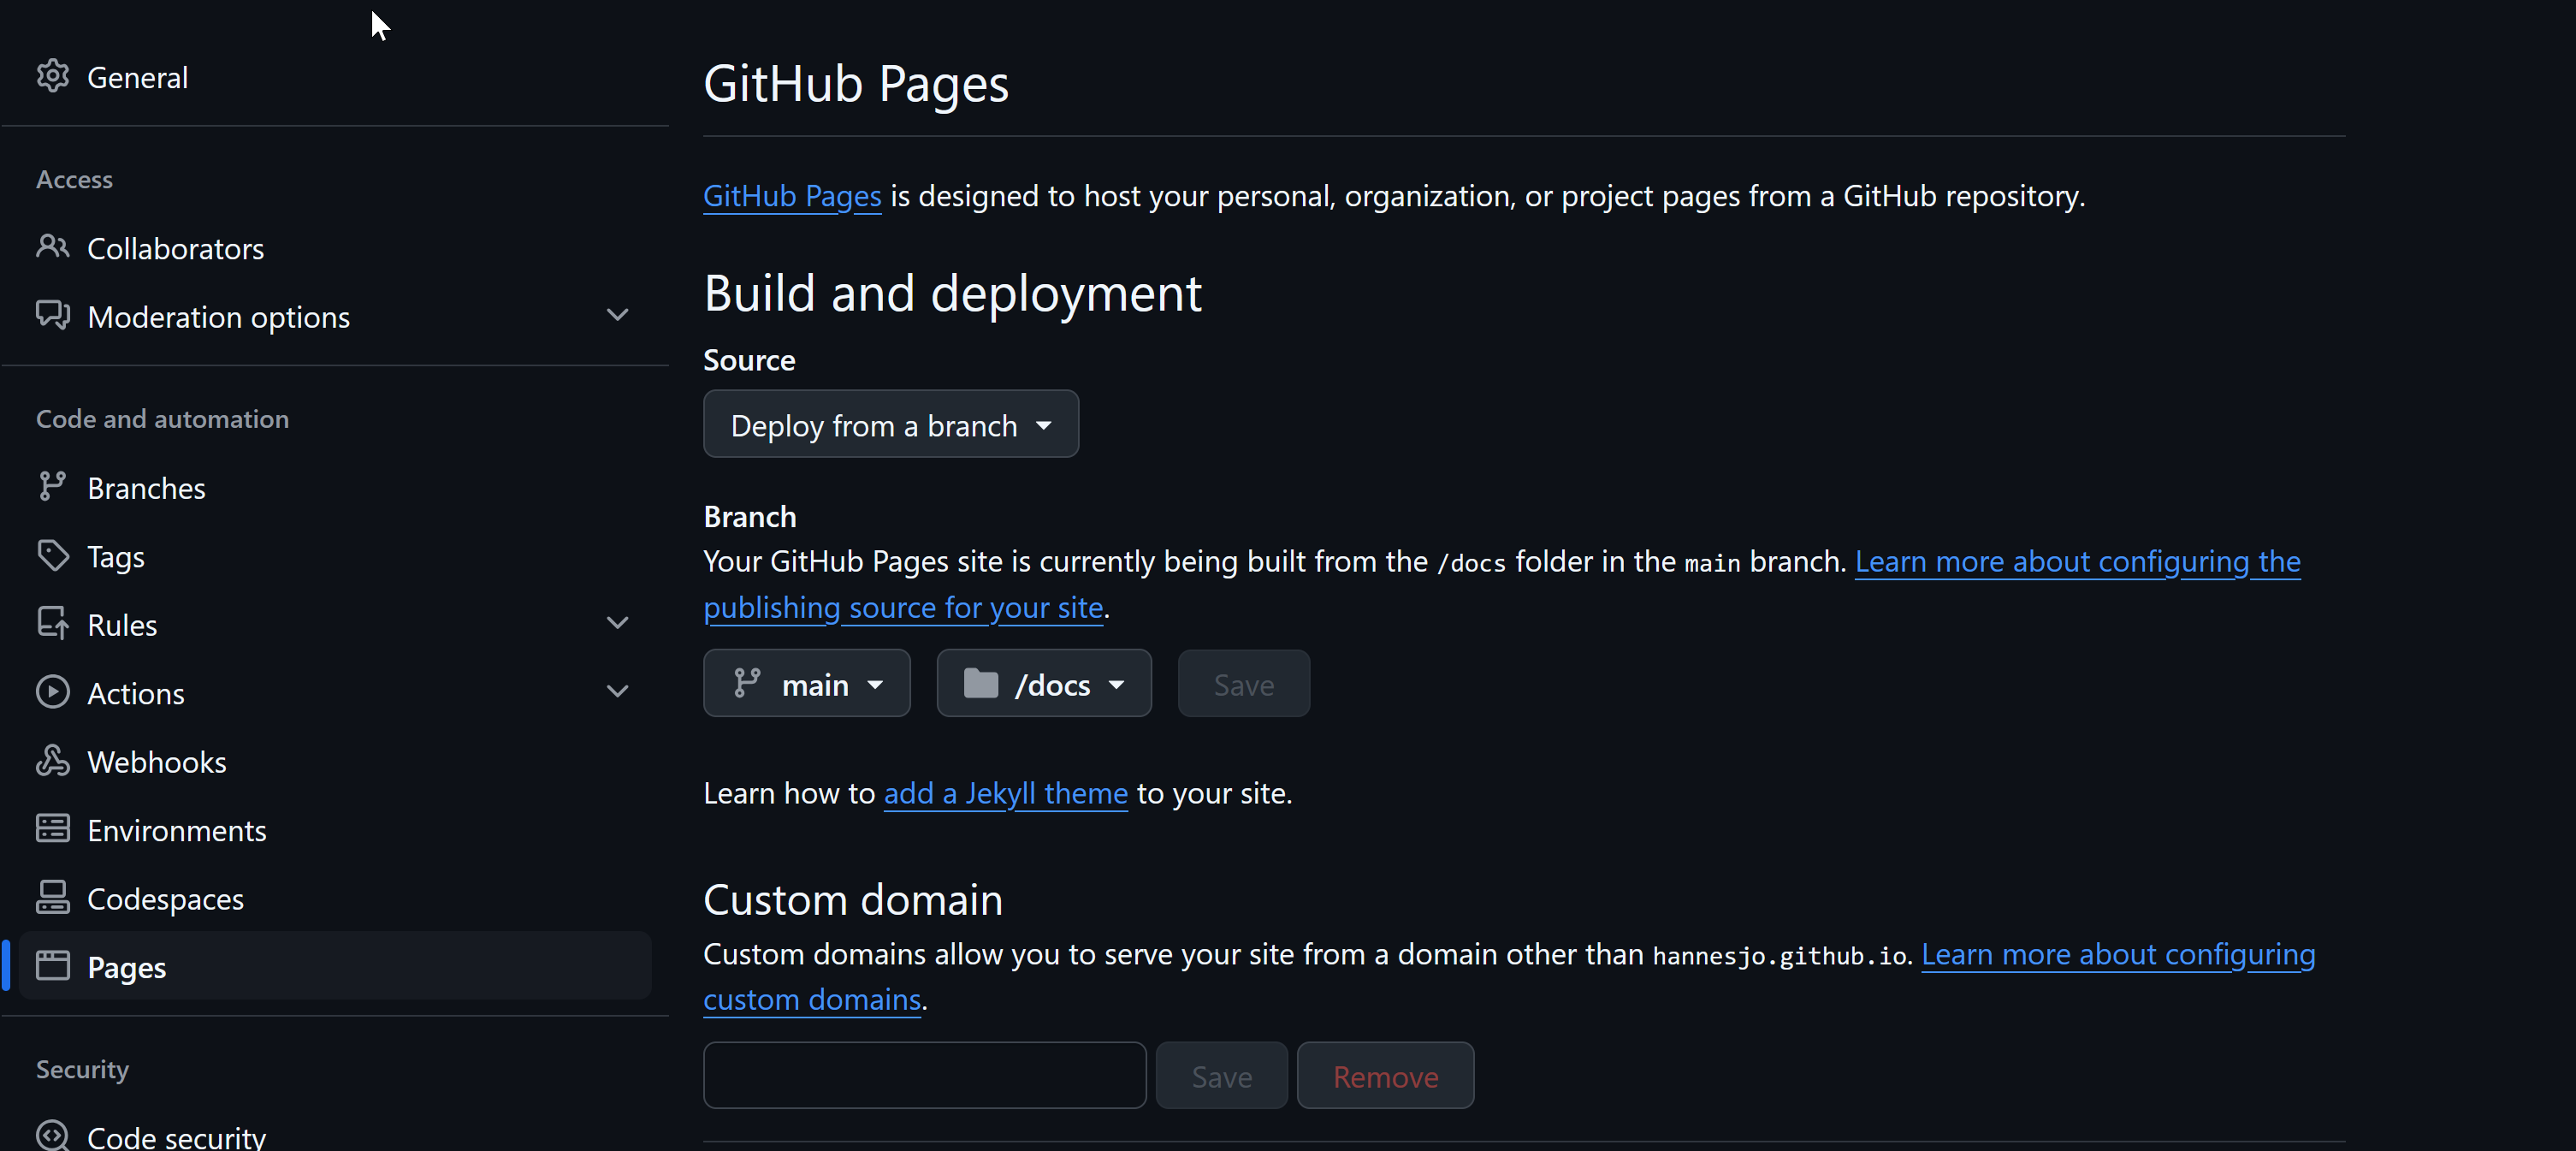 General
Access
Collaborators
Moderation options
Code and automation
Branches
Tags
Rules
Actions
Webhooks
Environments
Codespaces
Pages
Security
Code security
GitHub Pages
GitHub Pages is designed to host your personal, organization, or project pages from a GitHub repository.
Build and deployment
Source
Deploy from a branch
Branch
Your GitHub Pages site is currently being built from the /docs folder in the main branch. Learn more about configuring the
publishing source for your site.
main /docs Save
Learn how to add a Jekyll theme to your site.
Custom domain
Custom domains allow you to serve your site from a domain other than hannesjo.github.io. Learn more about configuring
custom domains.
Save Remove